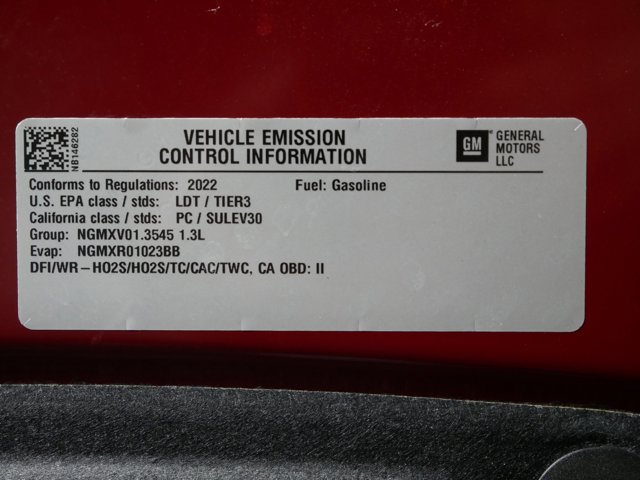 NB146282
VEHICLE EMISSION
CONTROL INFORMATION
GM
GENERAL
MOTORS
LLC
Conforms to Regulations: 2022 Fuel: Gasoline
U.S. EPA class / stds: LDT / TIER3
California class / stds: PC / SULEV30
Group: NGMXV01.3545 1.3L
Evap: NGMXR01023BB
DFI/WR–HO2S/HO2S/TC/CAC/TWC, CA OBD: II